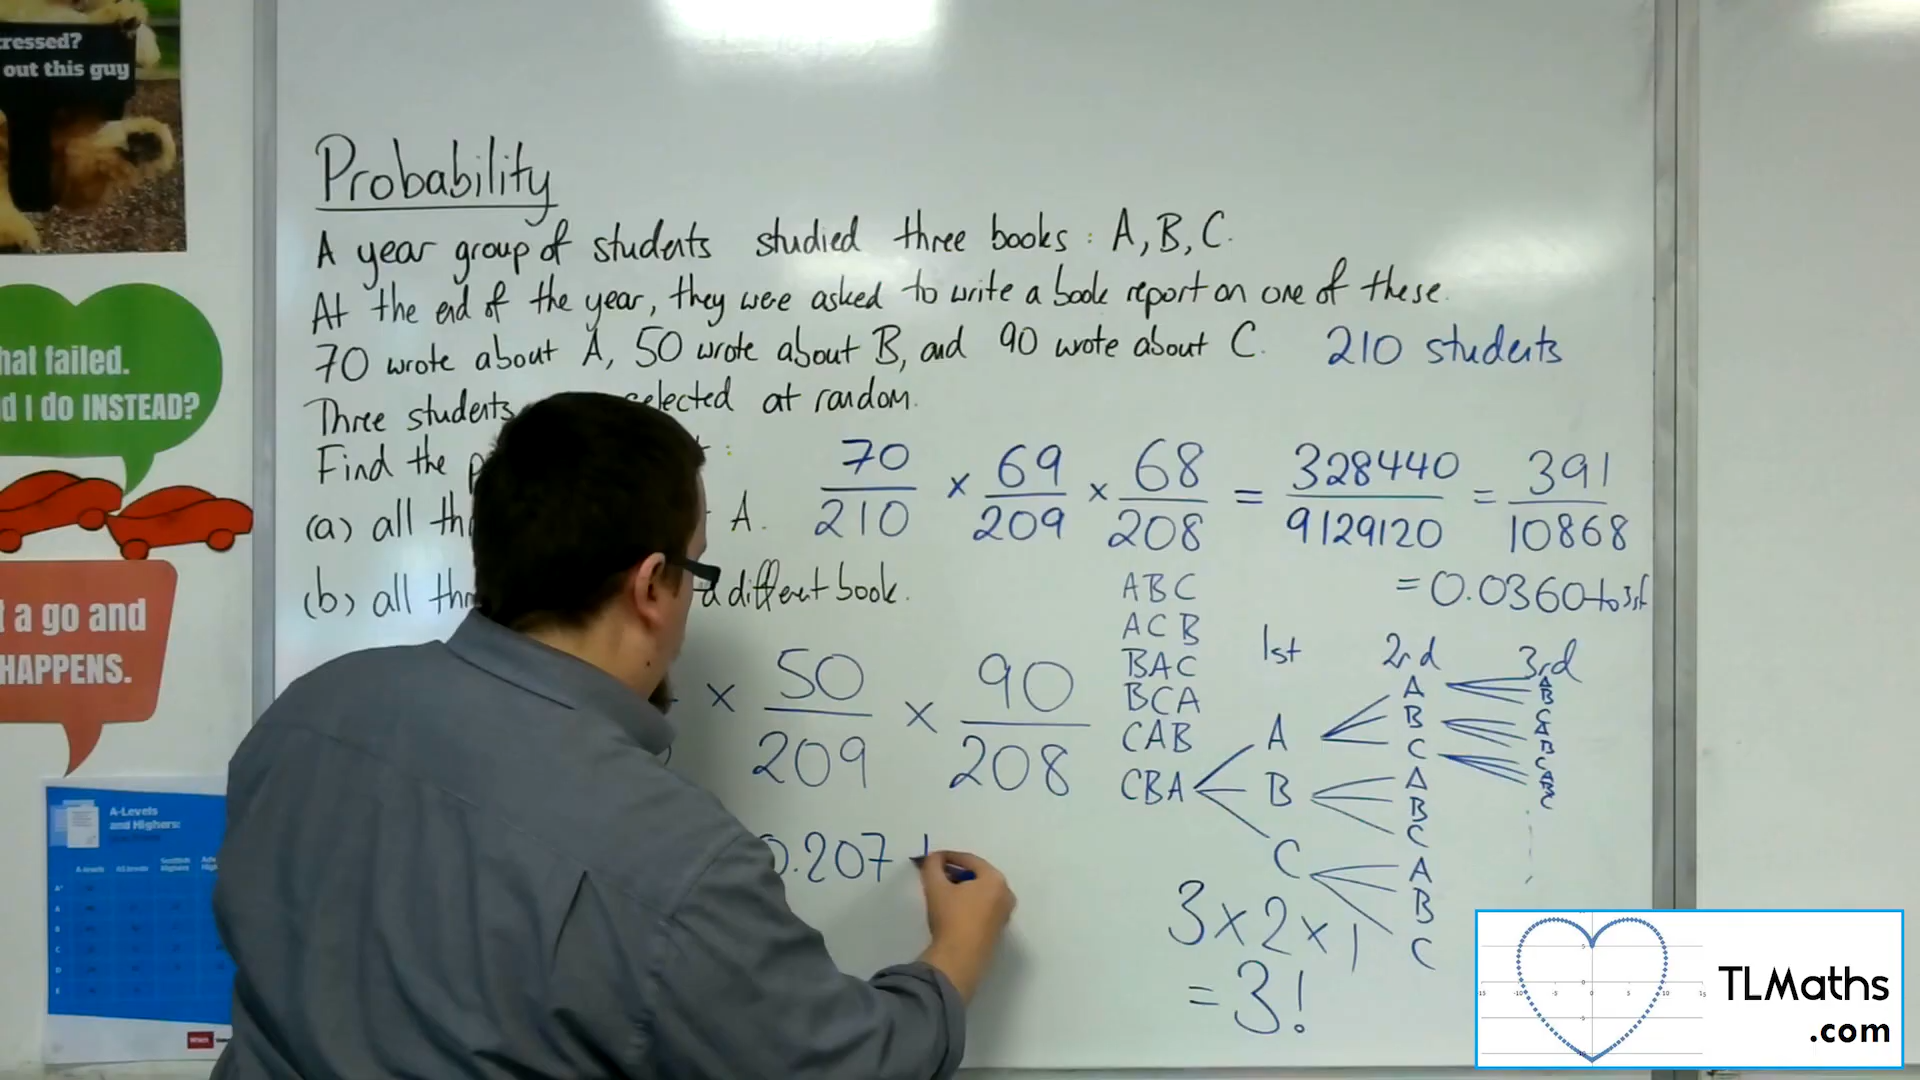 ressed?
out this guy
hat failed.
d I do INSTEAD?
t a go and
HAPPENS.
A-Levels
and Highers:
Probability
A year group of students studied three books: A, B, C.
At the end of the year, they were asked to write a book report on one of these.
70 wrote about A, 50 wrote about B, and 90 wrote about C. 210 students
Three students selected at random.
Find the :
(a) all A. 70/210 × 69/209 × 68/208 = 328440/9129120 = 391/10868
= 0.0360 to 3sf
(b) all a different book.
× 50/209 × 90/208
0.207
ABC
ACB
BAC
BCA
CAB
CBA
1st 2nd 3rd
A
B
C
A
B
C
A
B
C
A
B
C
3×2×1
= 3!
TLMaths
.com